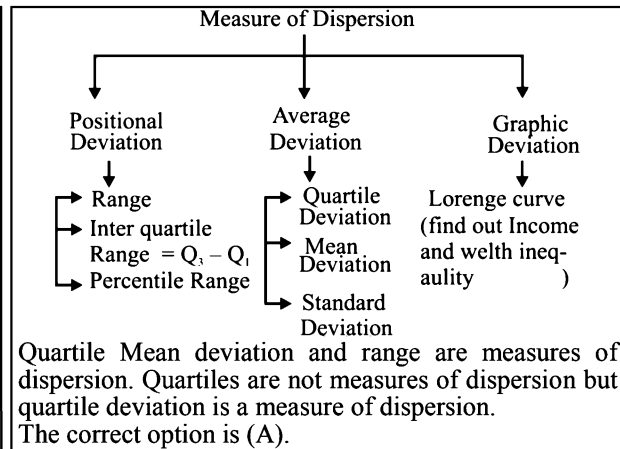 Measure of Dispersion
Positional
Deviation
Range
Inter quartile
Range = Q₃ – Q₁
Percentile Range
Average
Deviation
Quartile
Deviation
Mean
Deviation
Standard
Deviation
Graphic
Deviation
Lorenge curve
(find out Income
and welth ineq-
aulity )
Quartile Mean deviation and range are measures of
dispersion. Quartiles are not measures of dispersion but
quartile deviation is a measure of dispersion.
The correct option is (A).